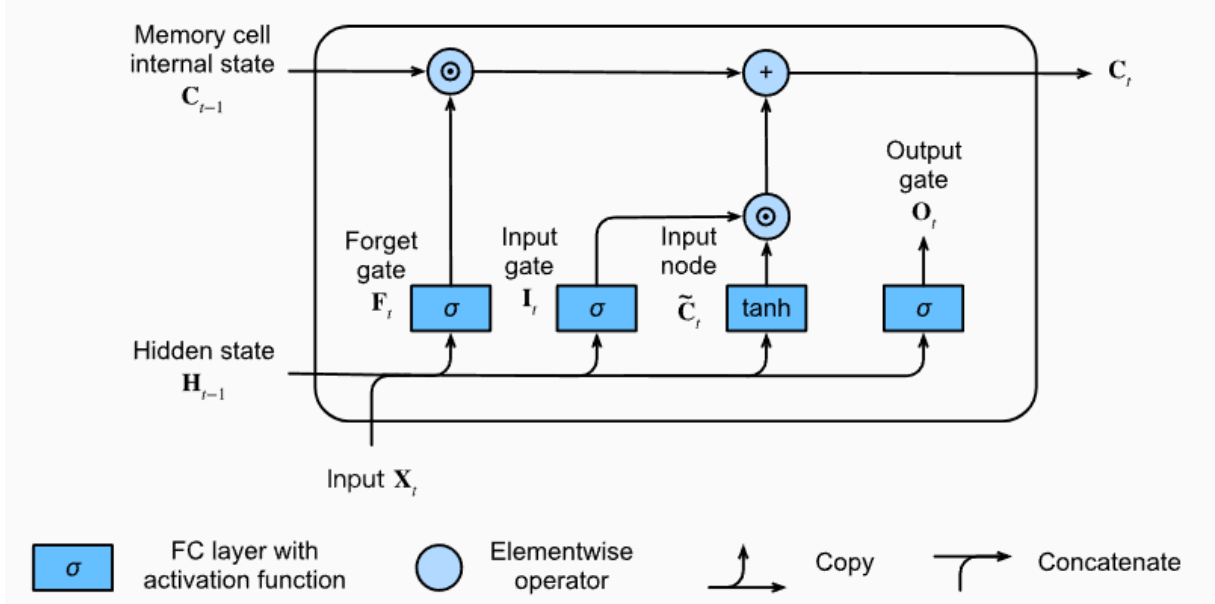 Memory cell
internal state
C_{t−1}
⊙
+
C_t
Output
gate
O_t
⊙
Forget
gate
F_t
Input
gate
I_t
Input
node
C̃_t
σ
σ
tanh
σ
Hidden state
H_{t−1}
Input X_t
σ
FC layer with
activation function
Elementwise
operator
Copy
Concatenate